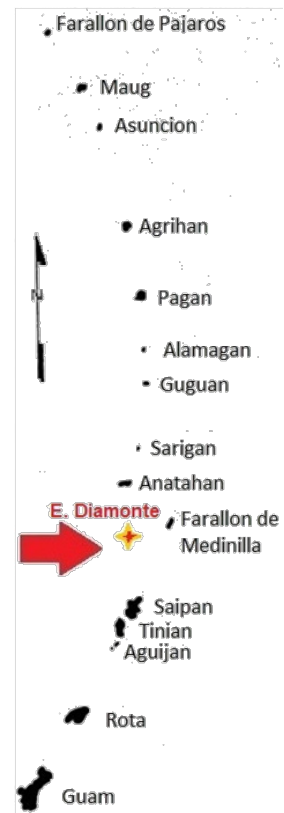 Farallon de Pajaros
Maug
Asuncion
Agrihan
N
Pagan
Alamagan
Guguan
Sarigan
Anatahan
E. Diamonte
Farallon de
Medinilla
Saipan
Tinian
Aguijan
Rota
Guam